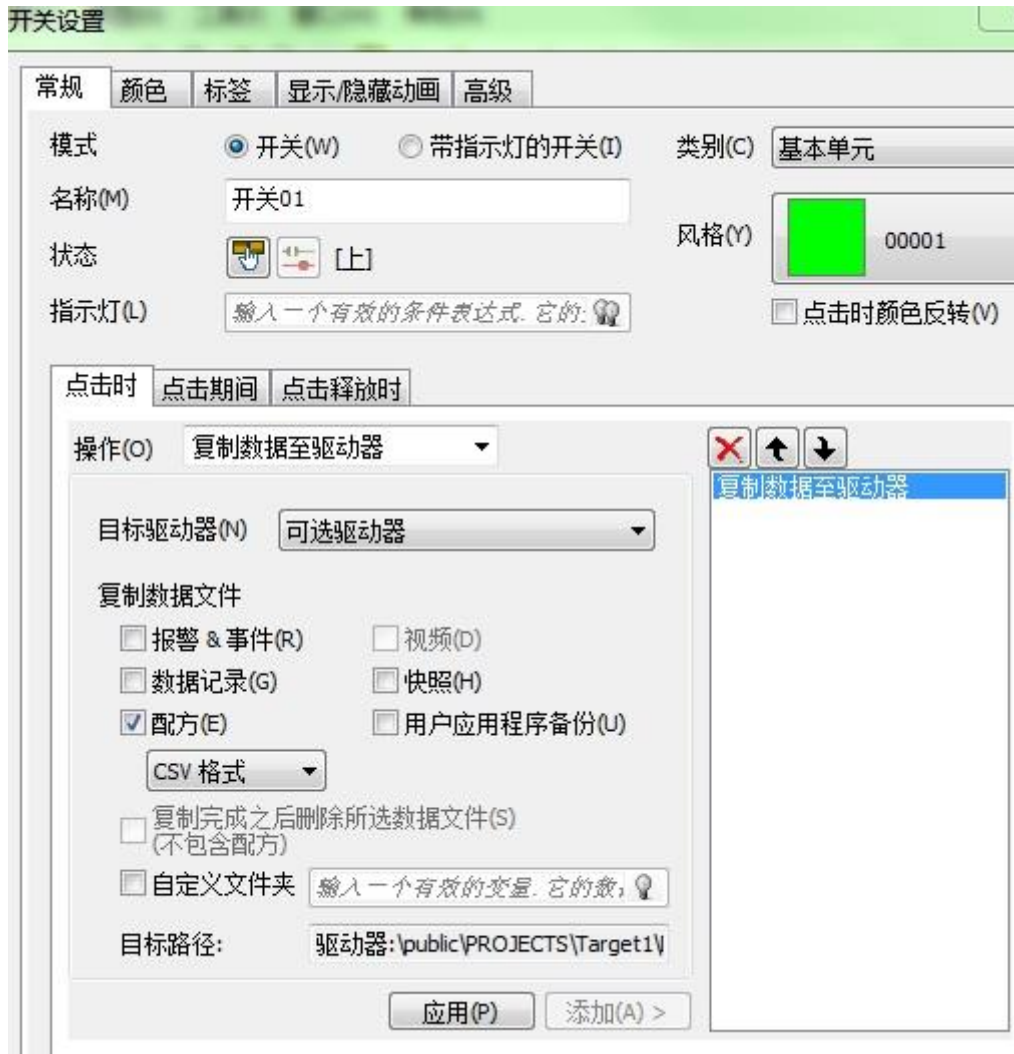 开关设置
常规 颜色 标签 显示/隐藏动画 高级
模式 开关(W) 带指示灯的开关(I) 类别(C) 基本单元
名称(M) 开关01
风格(Y) 00001
状态 [上]
指示灯(L) 输入一个有效的条件表达式. 它的:
点击时颜色反转(V)
点击时 点击期间 点击释放时
操作(O) 复制数据至驱动器
复制数据至驱动器
目标驱动器(N) 可选驱动器
复制数据文件
报警 & 事件(R) 视频(D)
数据记录(G) 快照(H)
配方(E) 用户应用程序备份(U)
CSV 格式
复制完成之后删除所选数据文件(S)
(不包含配方)
自定义文件夹 输入一个有效的变量. 它的数
目标路径: 驱动器:\public\PROJECTS\Target1\
应用(P) 添加(A) >